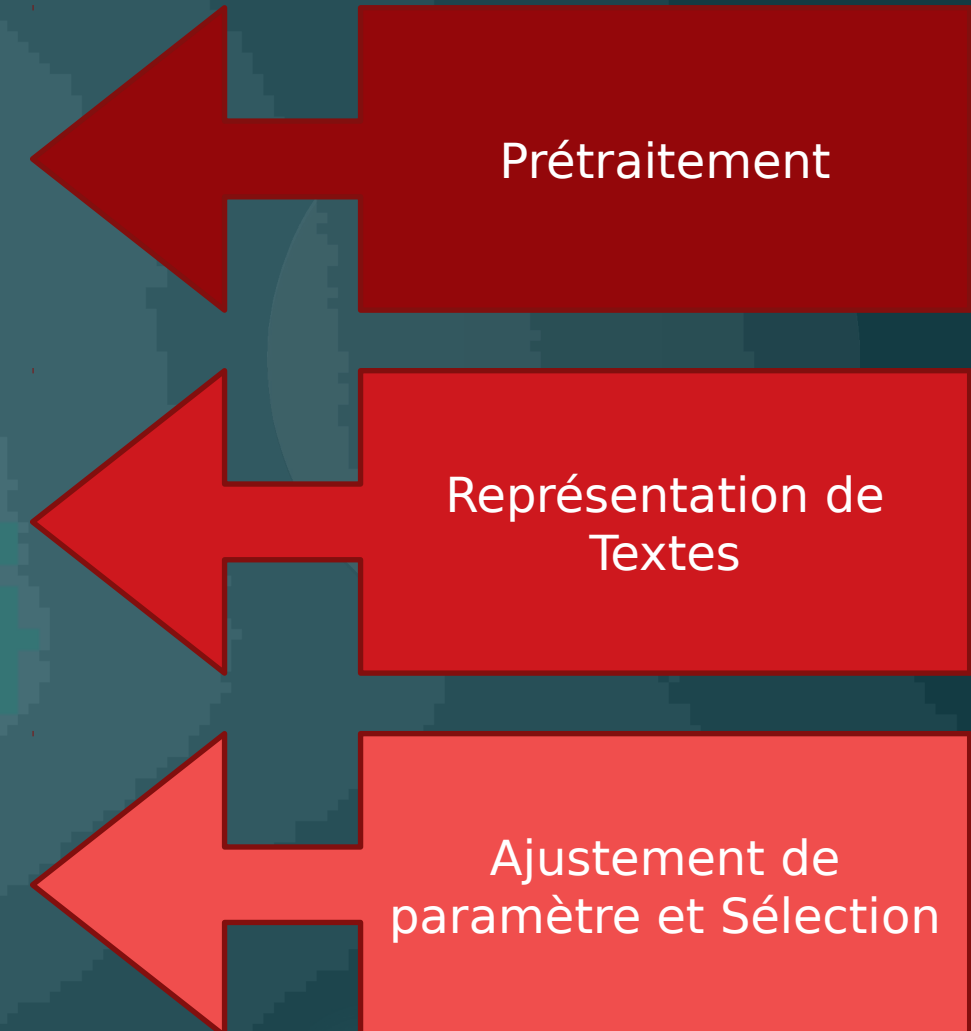 Prétraitement
Représentation de
Textes
Ajustement de
paramètre et Sélection